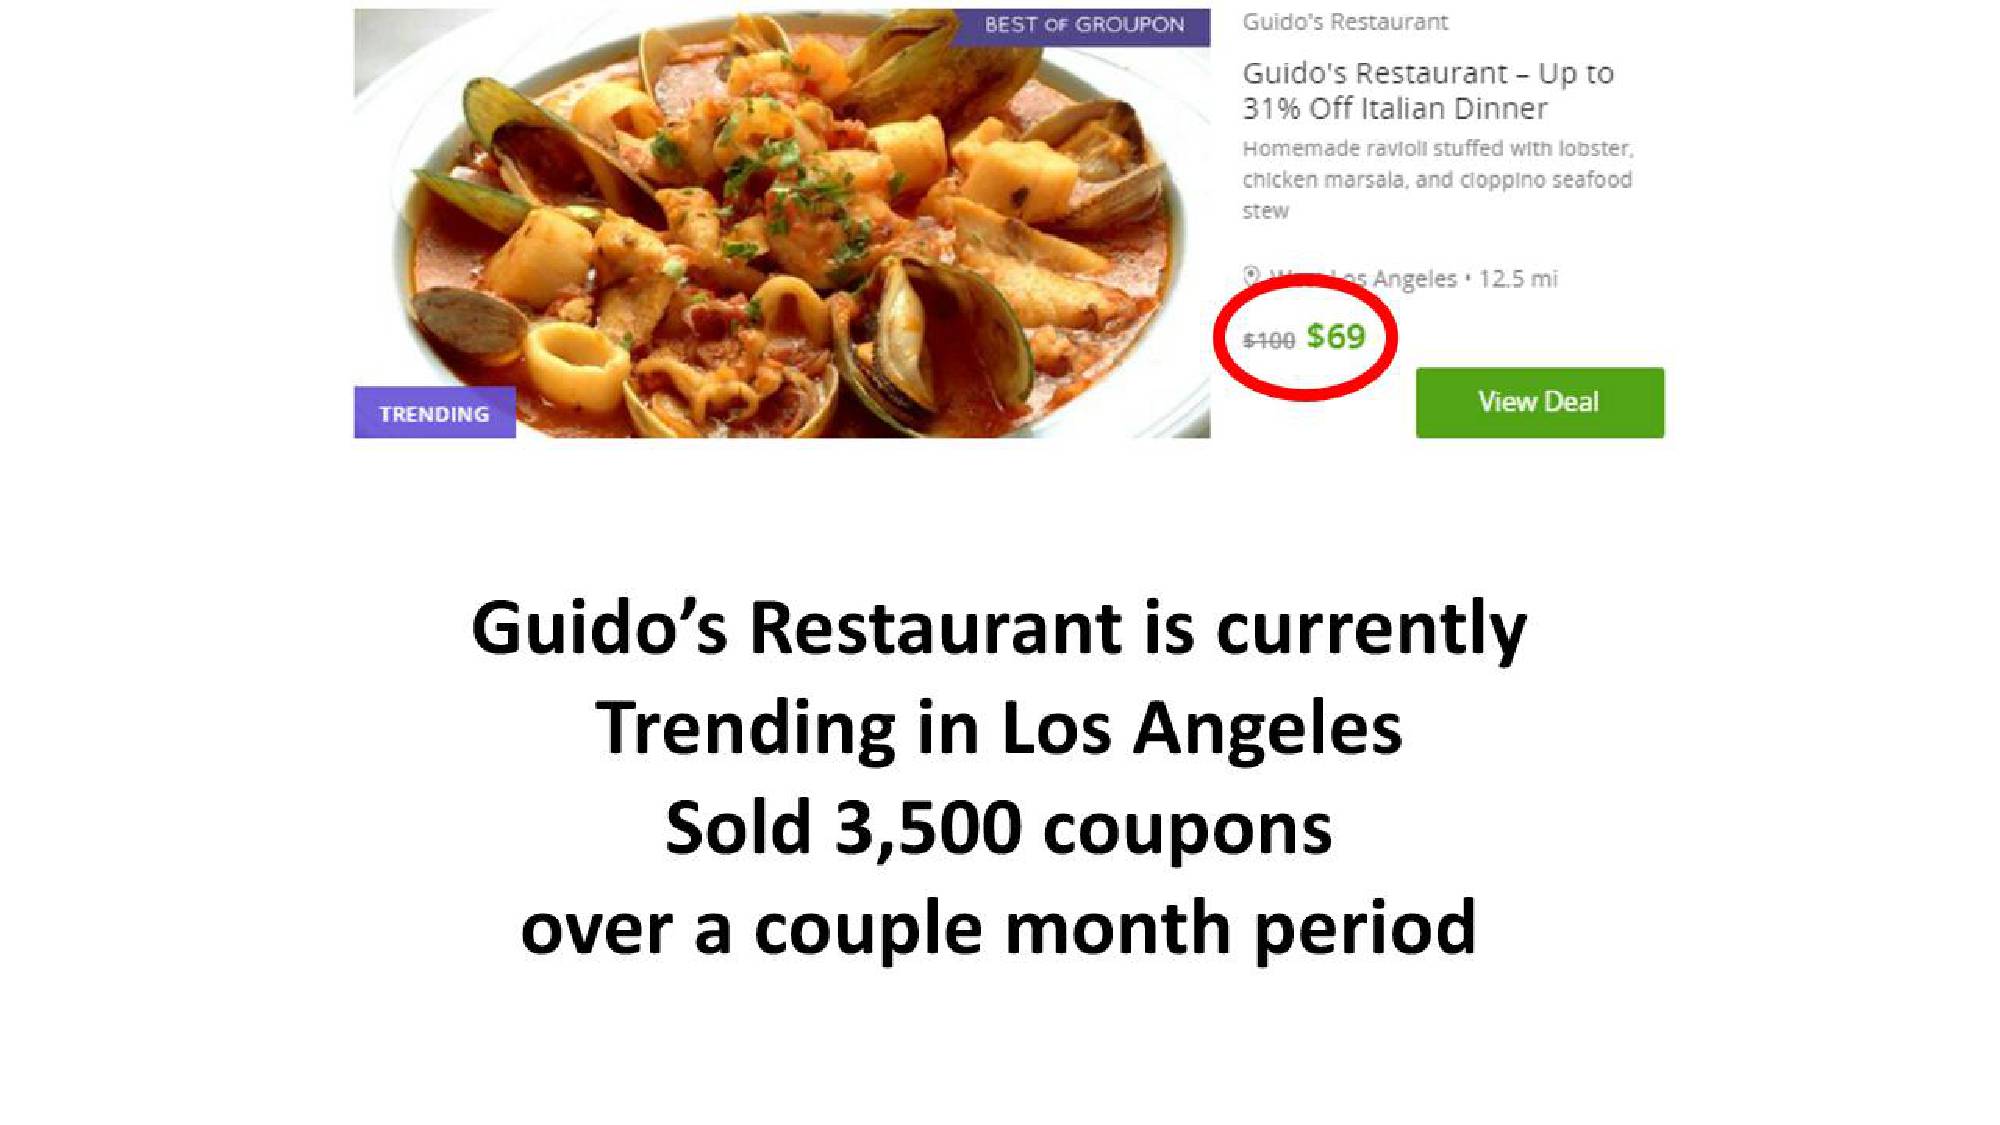 BEST OF GROUPON
TRENDING
Guido's Restaurant
Guido's Restaurant – Up to
31% Off Italian Dinner
Homemade ravioli stuffed with lobster,
chicken marsala, and cioppino seafood
stew
Los Angeles • 12.5 mi
$100 $69
View Deal
Guido’s Restaurant is currently
Trending in Los Angeles
Sold 3,500 coupons
over a couple month period